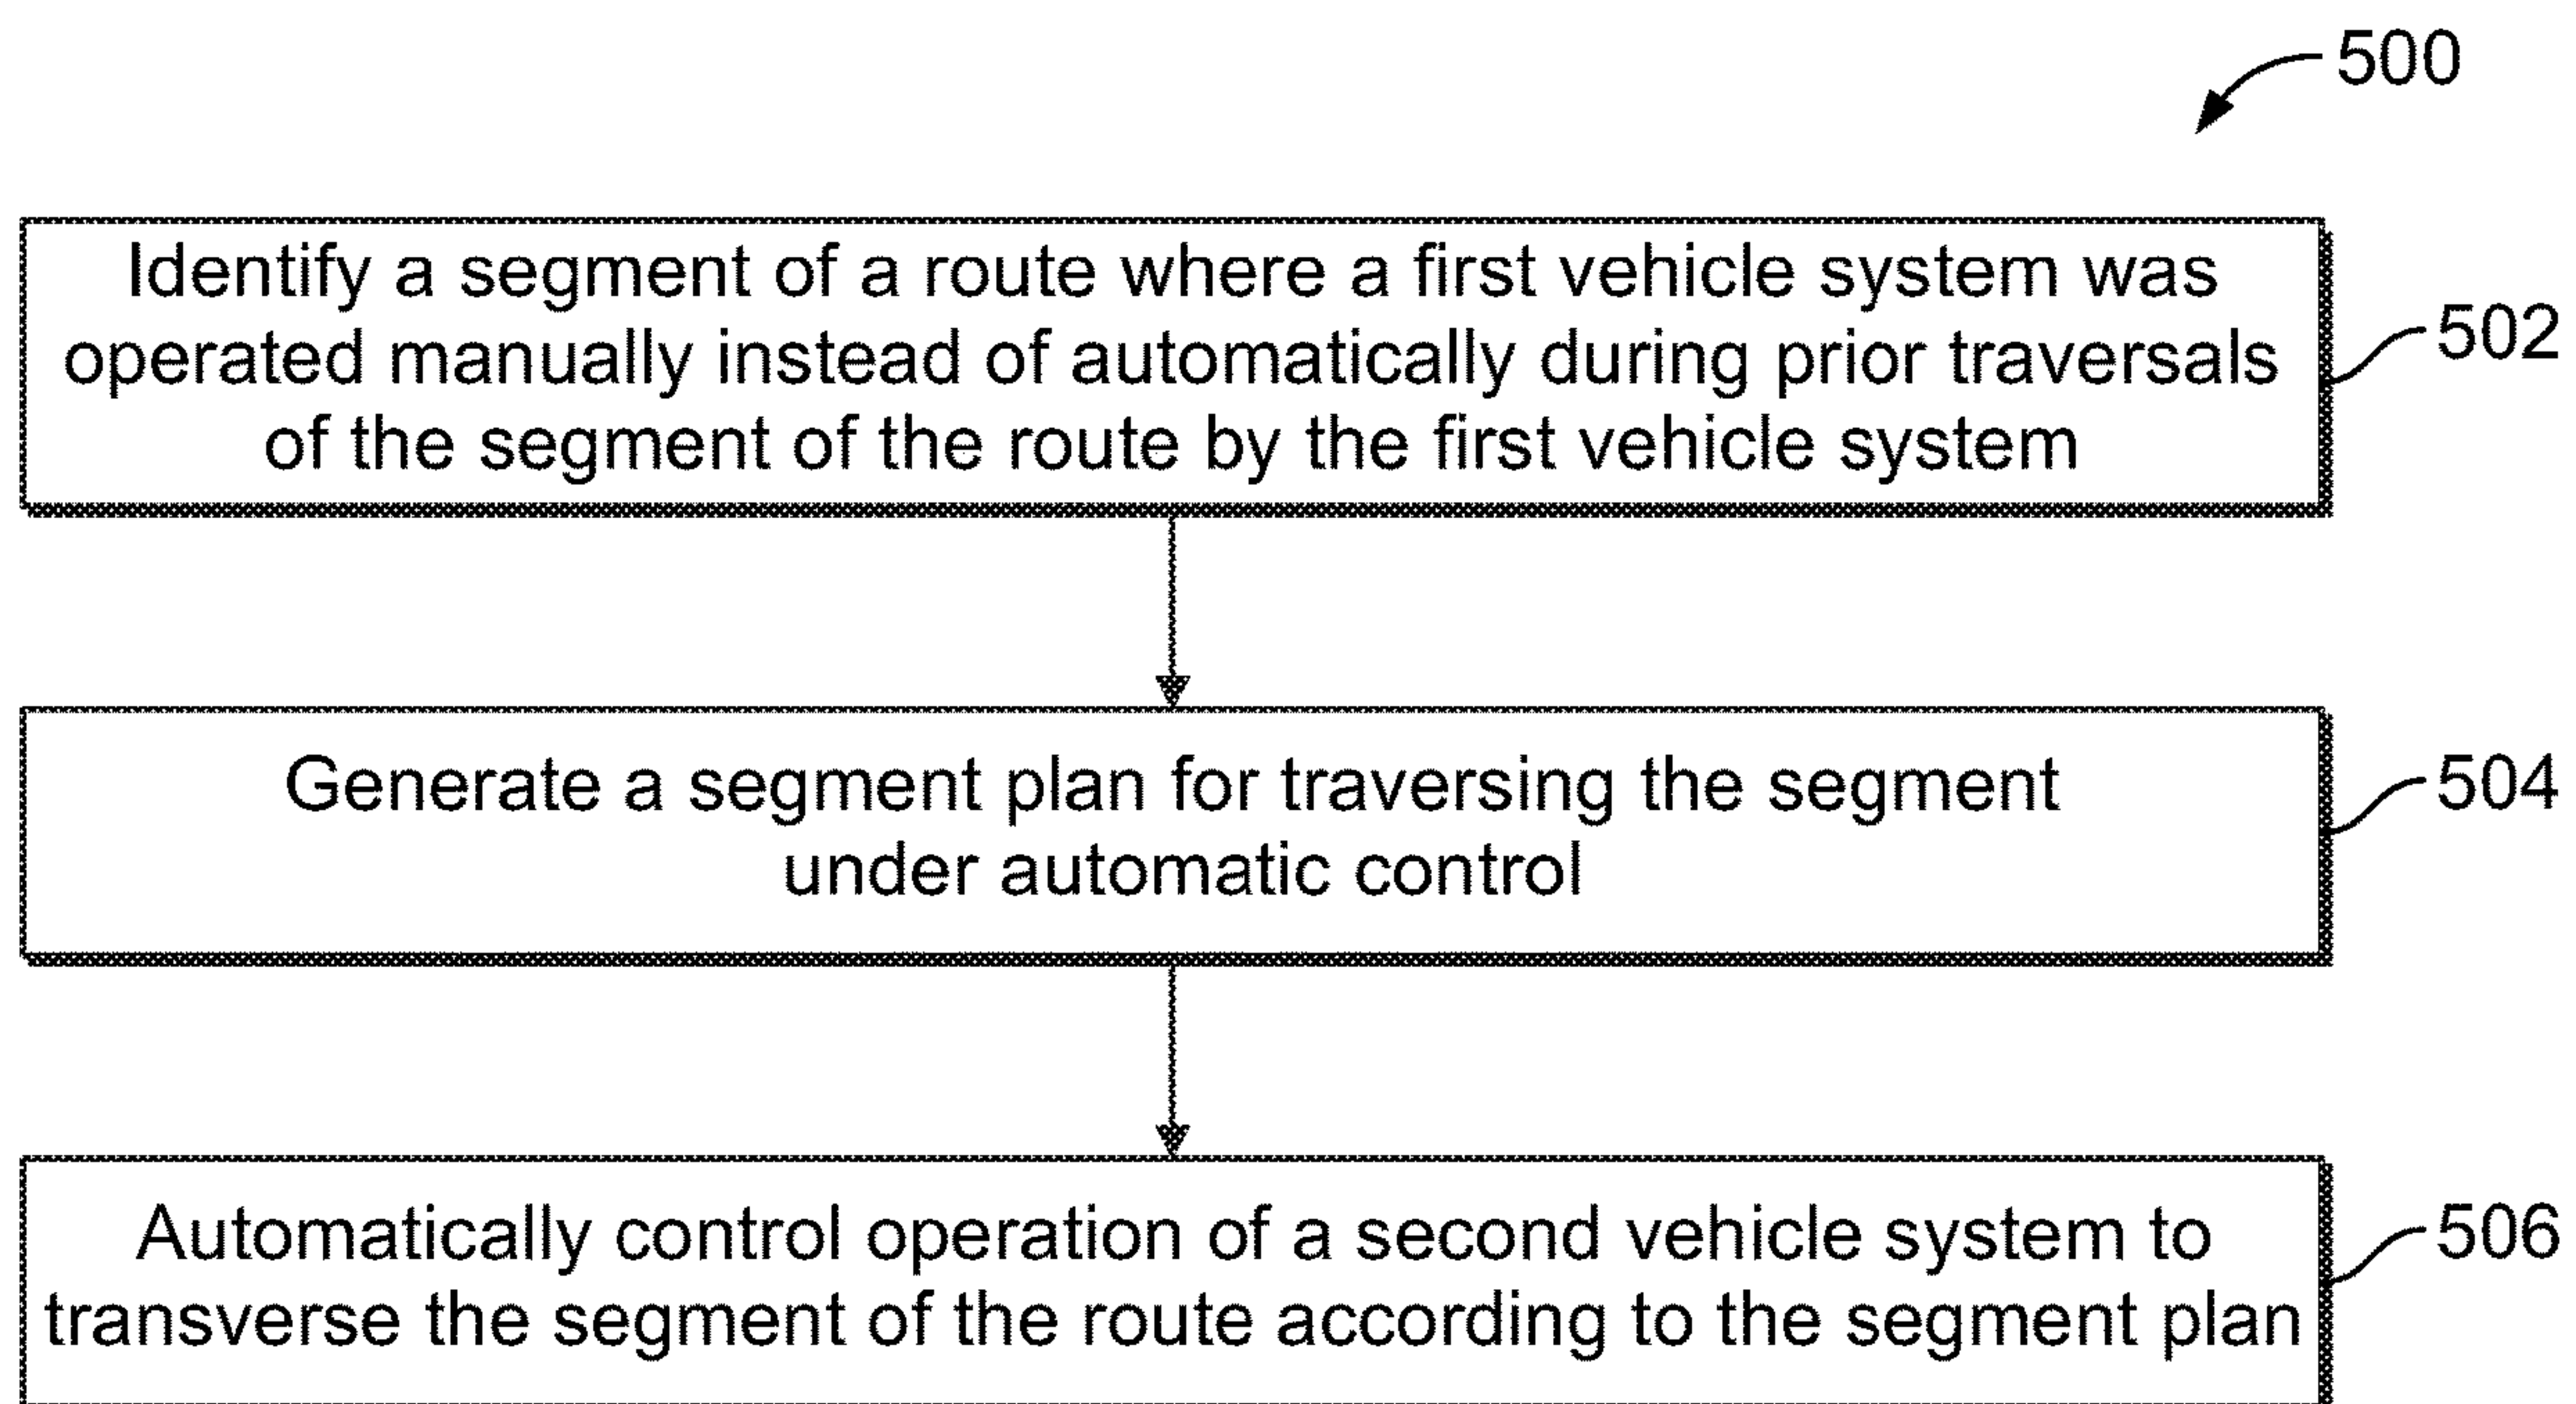 500
Identify a segment of a route where a first vehicle system was
operated manually instead of automatically during prior traversals
of the segment of the route by the first vehicle system
502
Generate a segment plan for traversing the segment
under automatic control
504
Automatically control operation of a second vehicle system to
transverse the segment of the route according to the segment plan
506